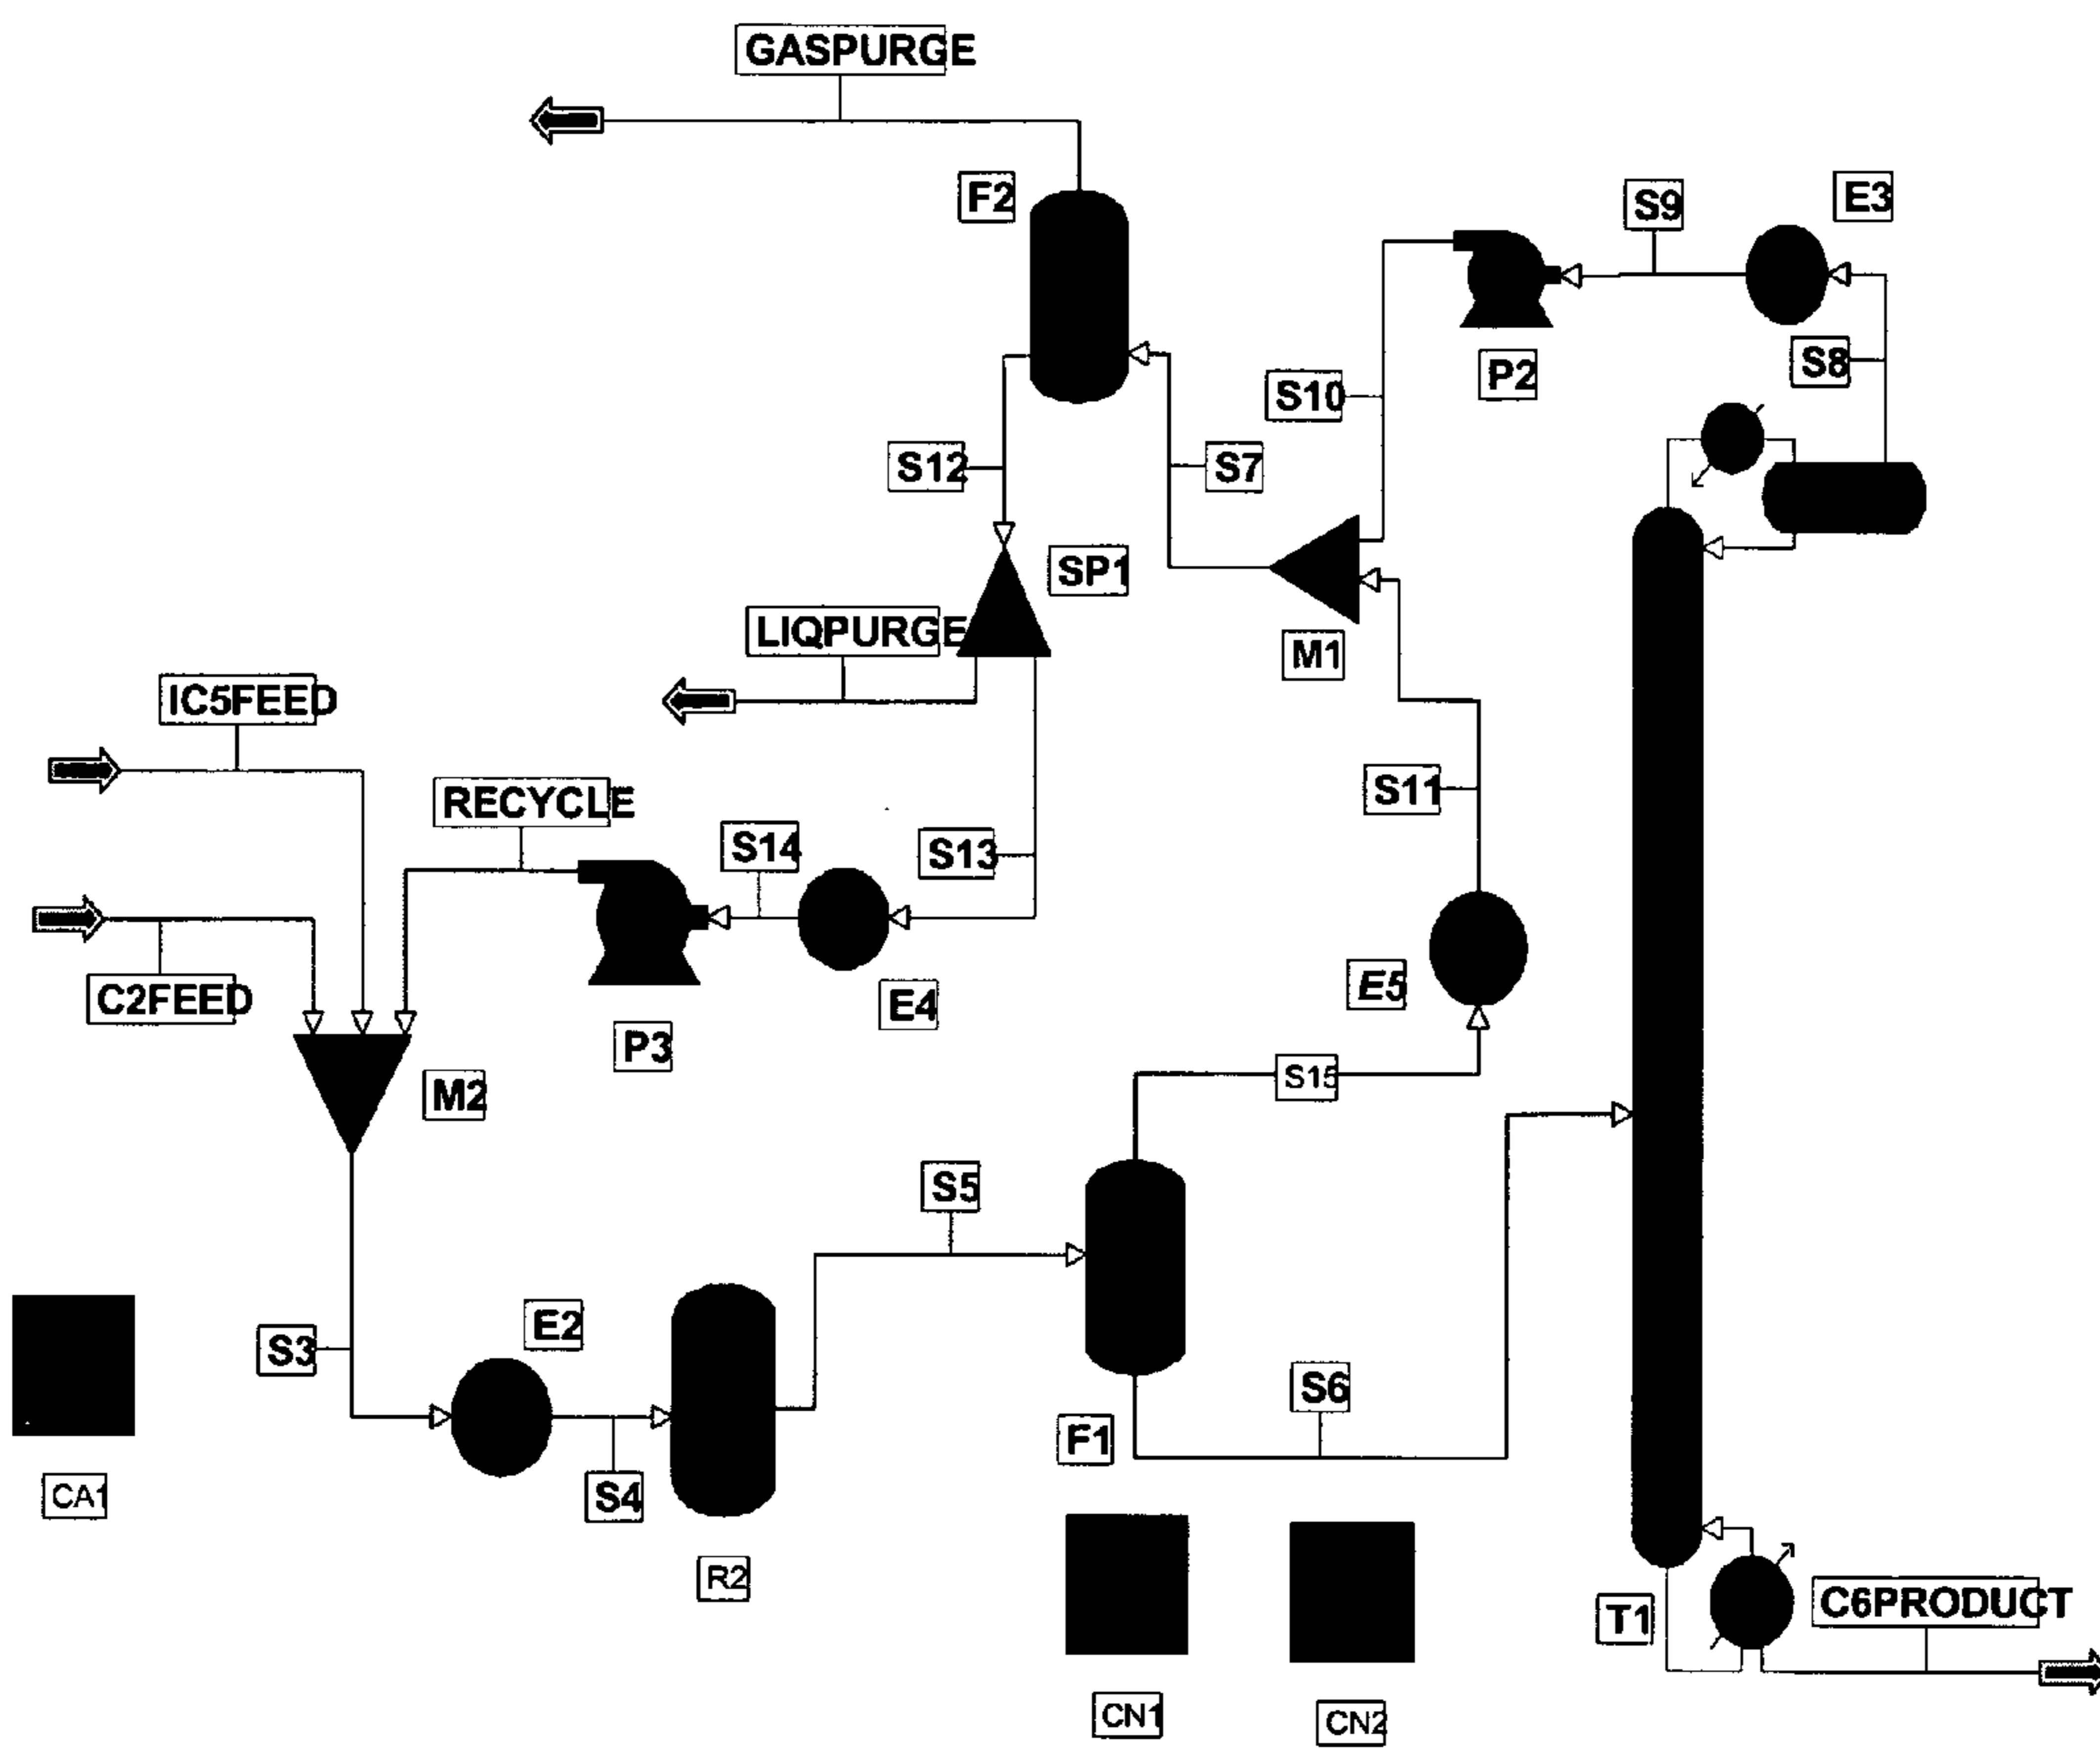 GASPURGE
F2
S9
E3
P2
S8
S10
S12
S7
SP1
LIQPURGE
M1
IC5FEED
RECYCLE
S11
S14
S13
C2FEED
E5
E4
P3
S15
M2
S5
E2
S3
S6
F1
S4
CA1
R2
T1
C6PRODUCT
CN1
CN2